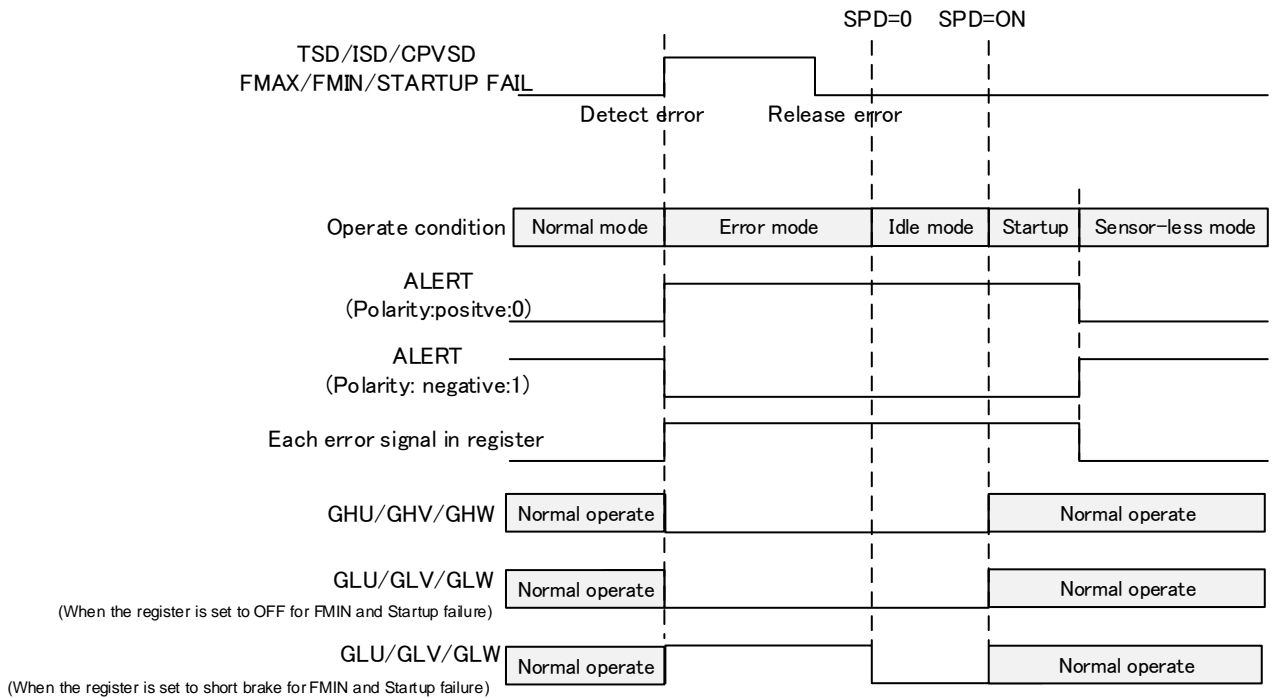 SPD=0 SPD=ON
TSD/ISD/CPVSD
FMAX/FMIN/STARTUP FAIL
Detect error Release error
Operate condition Normal mode Error mode Idle mode Startup Sensor-less mode
ALERT
(Polarity:positve:0)
ALERT
(Polarity: negative:1)
Each error signal in register
GHU/GHV/GHW Normal operate Normal operate
GLU/GLV/GLW Normal operate Normal operate
(When the register is set to OFF for FMIN and Startup failure)
GLU/GLV/GLW Normal operate Normal operate
(When the register is set to short brake for FMIN and Startup failure)